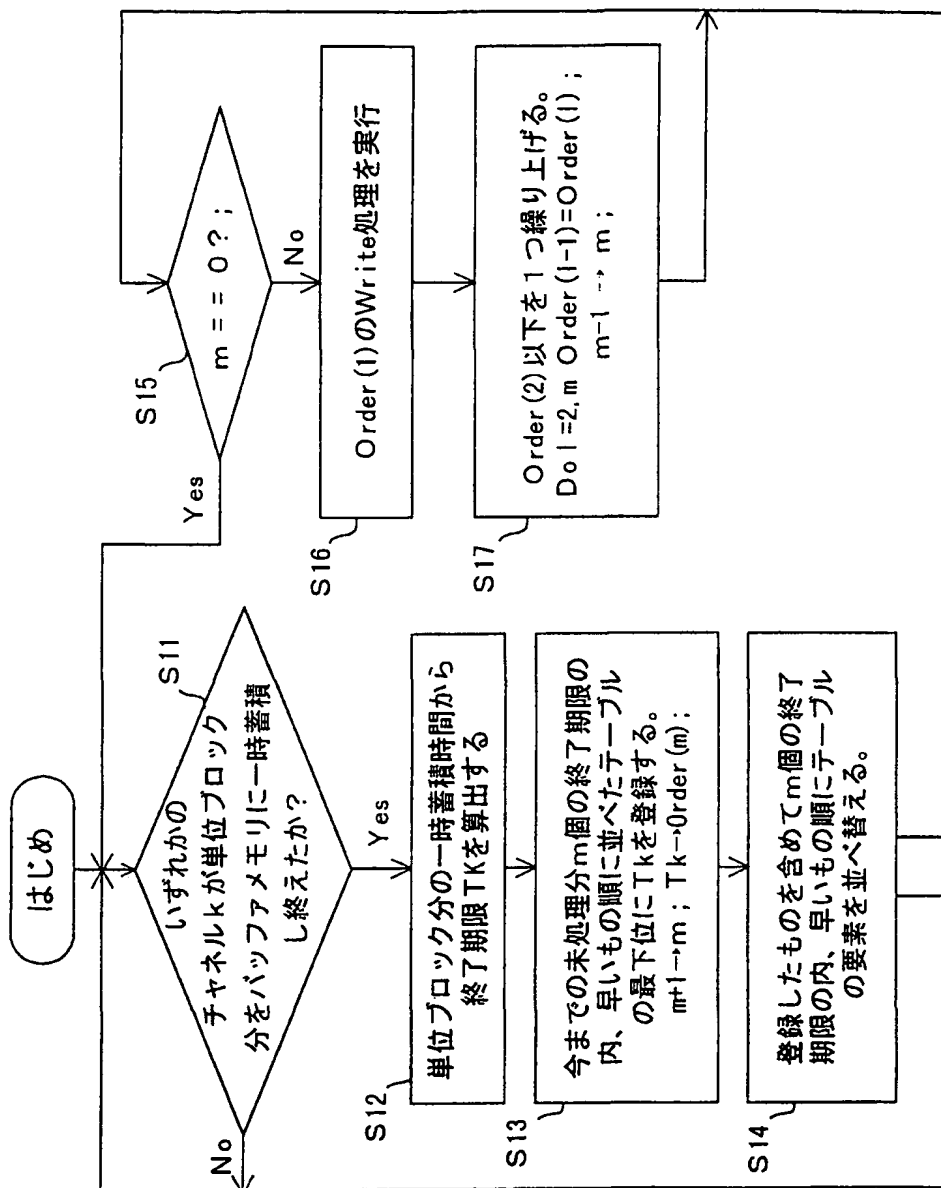 はじめ
S11
いずれかの
チャネルkが単位ブロック
分をバッファメモリに一時蓄積
し終えたか?
No
Yes
S12
単位ブロック分の一時蓄積時間から
終了期限TKを算出する
S13
今までの未処理分m個の終了期限の
内、早いもの順に並べたテーブル
の最下位にTkを登録する。
m+1→m; Tk→Order(m);
S14
登録したものを含めてm個の終了
期限の内、早いもの順にテーブル
の要素を並べ替える。
S15
m==0?;
Yes
No
S16
Order(1)のWrite処理を実行
S17
Order(2)以下を1つ繰り上げる。
Do l=2,m Order(l-1)=Order(l);
m-1→m;